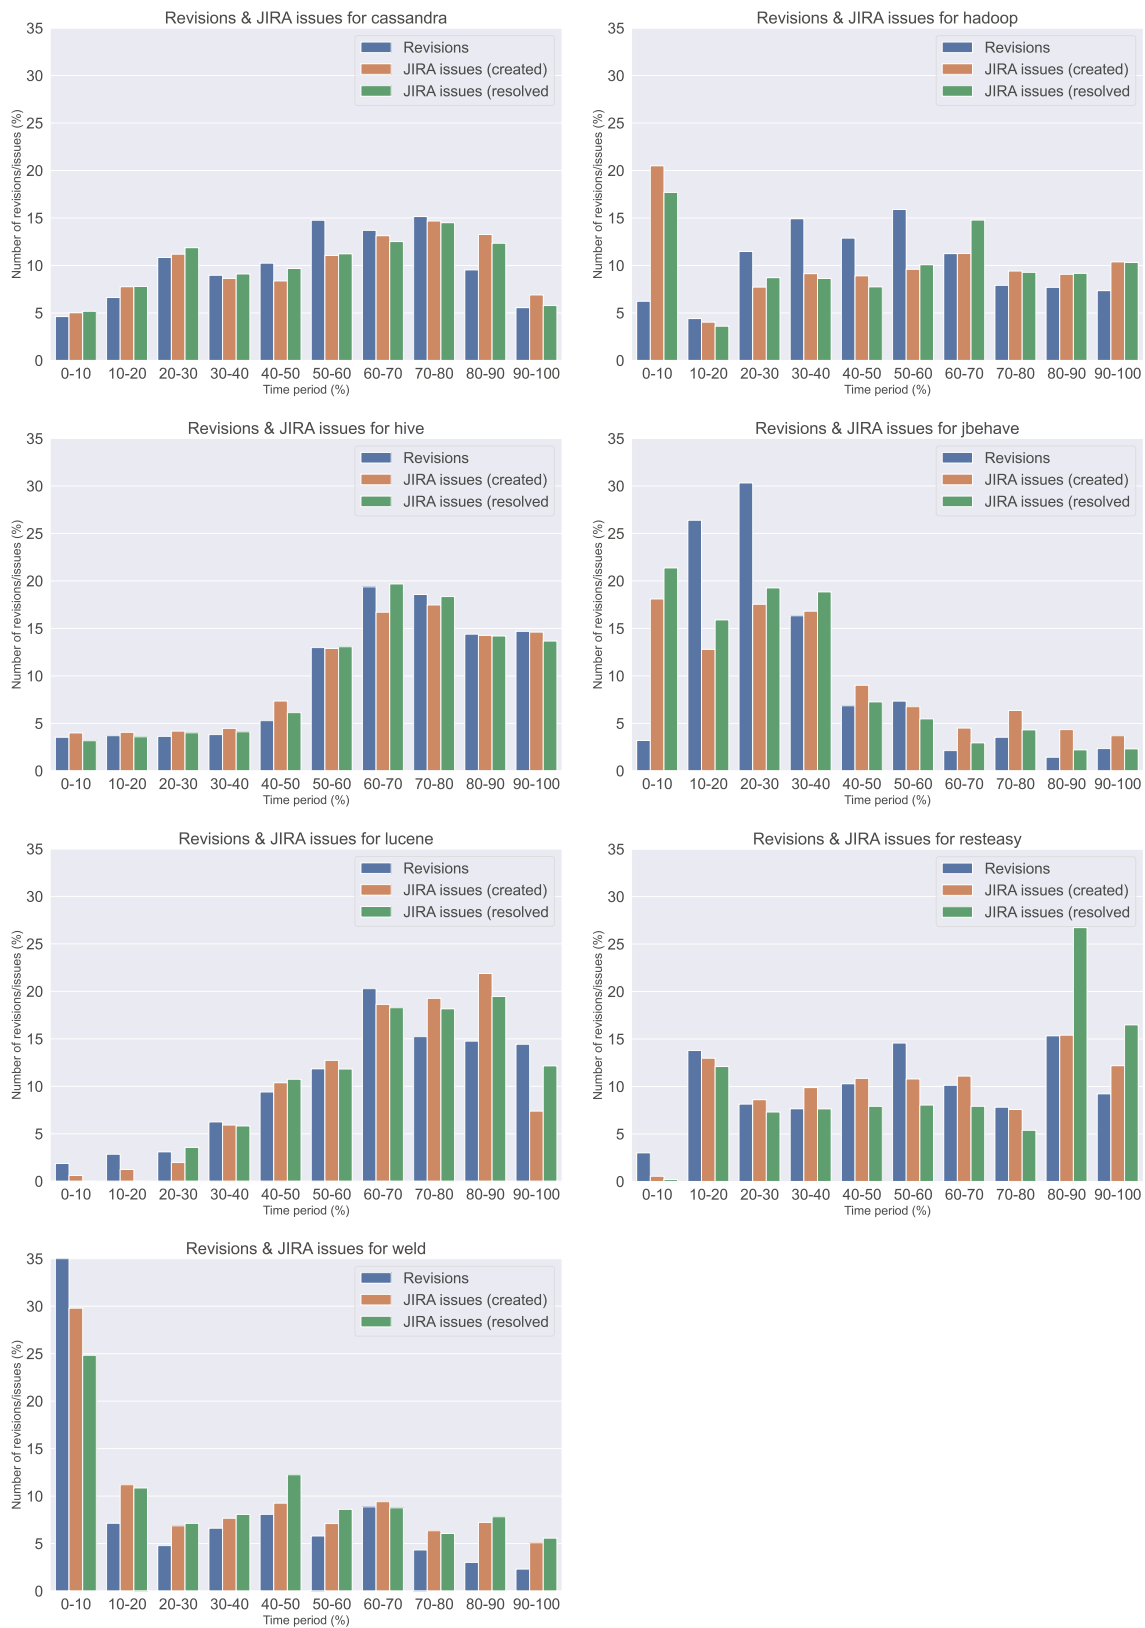 Revisions & JIRA issues for cassandra
Number of revisions/issues (%)
35
30
25
20
15
10
5
0
Revisions
JIRA issues (created)
JIRA issues (resolved
0-10 10-20 20-30 30-40 40-50 50-60 60-70 70-80 80-90 90-100
Time period (%)
Revisions & JIRA issues for hadoop
Number of revisions/issues (%)
35
30
25
20
15
10
5
0
Revisions
JIRA issues (created)
JIRA issues (resolved
0-10 10-20 20-30 30-40 40-50 50-60 60-70 70-80 80-90 90-100
Time period (%)
Revisions & JIRA issues for hive
Number of revisions/issues (%)
35
30
25
20
15
10
5
0
Revisions
JIRA issues (created)
JIRA issues (resolved
0-10 10-20 20-30 30-40 40-50 50-60 60-70 70-80 80-90 90-100
Time period (%)
Revisions & JIRA issues for jbehave
Number of revisions/issues (%)
35
30
25
20
15
10
5
0
Revisions
JIRA issues (created)
JIRA issues (resolved
0-10 10-20 20-30 30-40 40-50 50-60 60-70 70-80 80-90 90-100
Time period (%)
Revisions & JIRA issues for lucene
Number of revisions/issues (%)
35
30
25
20
15
10
5
0
Revisions
JIRA issues (created)
JIRA issues (resolved
0-10 10-20 20-30 30-40 40-50 50-60 60-70 70-80 80-90 90-100
Time period (%)
Revisions & JIRA issues for resteasy
Number of revisions/issues (%)
35
30
25
20
15
10
5
0
Revisions
JIRA issues (created)
JIRA issues (resolved
0-10 10-20 20-30 30-40 40-50 50-60 60-70 70-80 80-90 90-100
Time period (%)
Revisions & JIRA issues for weld
Number of revisions/issues (%)
35
30
25
20
15
10
5
0
Revisions
JIRA issues (created)
JIRA issues (resolved
0-10 10-20 20-30 30-40 40-50 50-60 60-70 70-80 80-90 90-100
Time period (%)